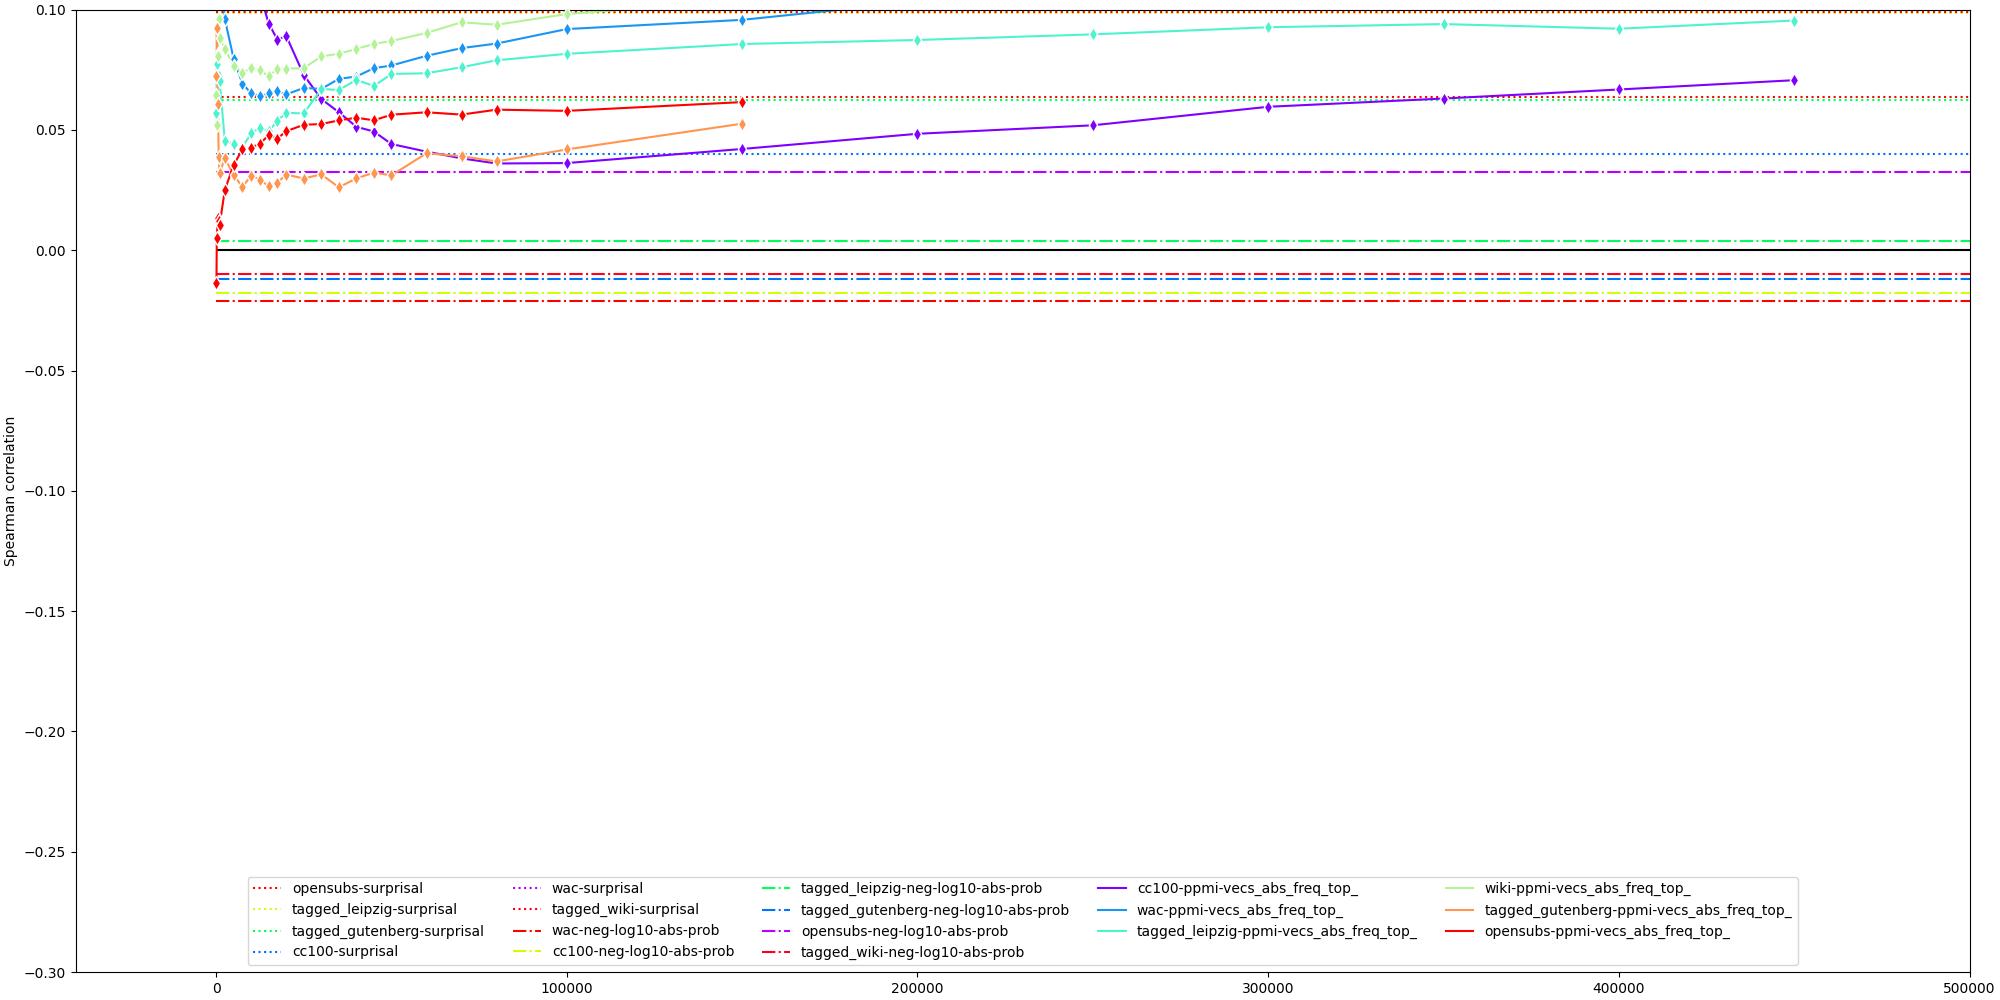 0.10
0.05
0.00
−0.05
−0.10
−0.15
−0.20
−0.25
−0.30
Spearman correlation
opensubs-surprisal
tagged_leipzig-surprisal
tagged_gutenberg-surprisal
cc100-surprisal
wac-surprisal
tagged_wiki-surprisal
wac-neg-log10-abs-prob
cc100-neg-log10-abs-prob
tagged_leipzig-neg-log10-abs-prob
tagged_gutenberg-neg-log10-abs-prob
opensubs-neg-log10-abs-prob
tagged_wiki-neg-log10-abs-prob
cc100-ppmi-vecs_abs_freq_top_
wac-ppmi-vecs_abs_freq_top_
tagged_leipzig-ppmi-vecs_abs_freq_top_
wiki-ppmi-vecs_abs_freq_top_
tagged_gutenberg-ppmi-vecs_abs_freq_top_
opensubs-ppmi-vecs_abs_freq_top_
0 100000 200000 300000 400000 500000